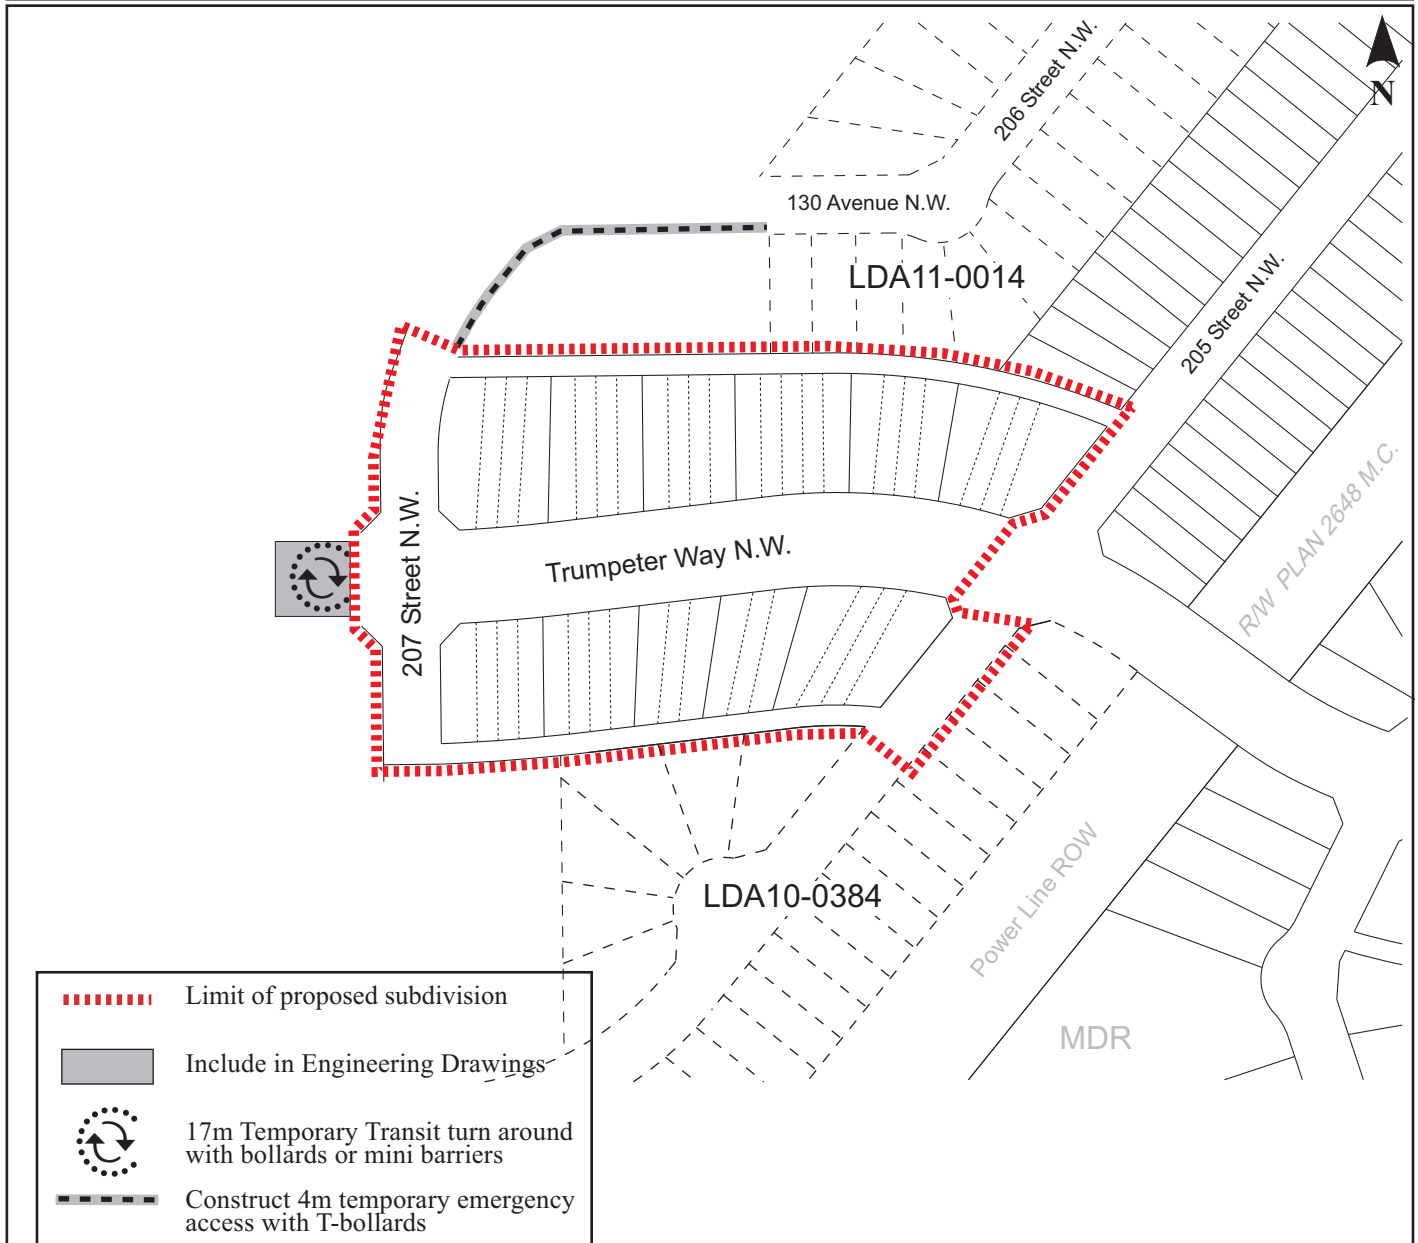 206 Street N.W.
N
130 Avenue N.W.
LDA11-0014
205 Street N.W.
R/W PLAN 2648 M.C.
207 Street N.W.
Trumpeter Way N.W.
LDA10-0384
Power Line ROW
MDR
Limit of proposed subdivision
Include in Engineering Drawings
17m Temporary Transit turn around
with bollards or mini barriers
Construct 4m temporary emergency
access with T-bollards